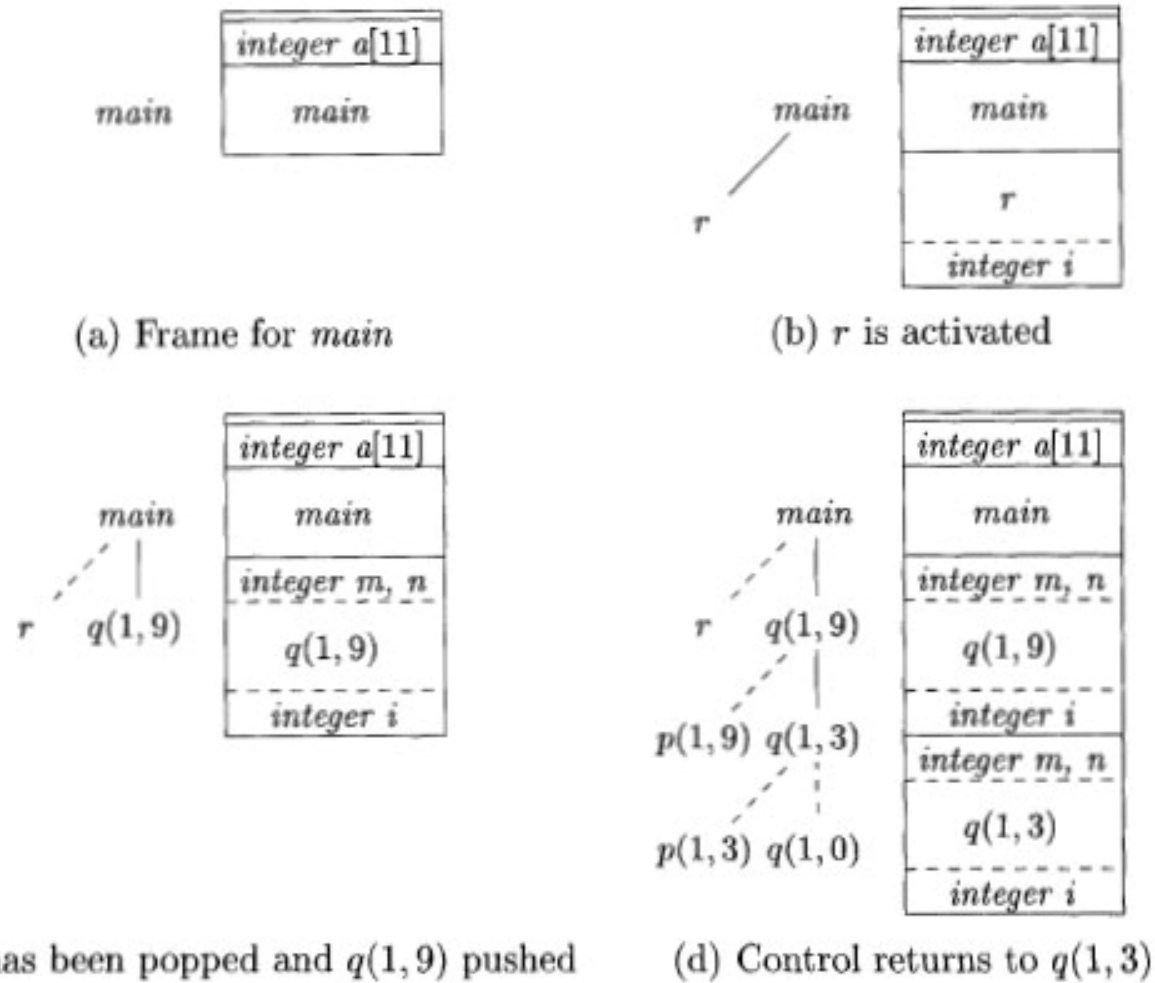 integer a[11]
main
main
(a) Frame for main
integer a[11]
main
main
r
r
integer i
(b) r is activated
integer a[11]
main
main
integer m, n
r
q(1,9)
q(1,9)
integer i
has been popped and q(1,9) pushed
integer a[11]
main
main
integer m, n
r
q(1,9)
q(1,9)
p(1,9)
q(1,3)
integer i
integer m, n
p(1,3)
q(1,0)
q(1,3)
integer i
(d) Control returns to q(1,3)